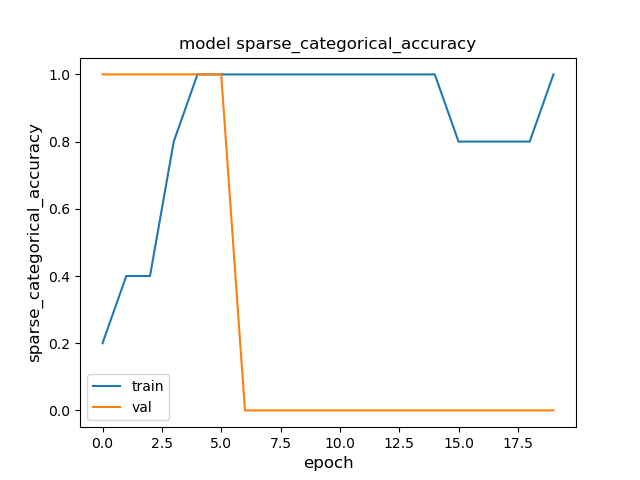 model sparse_categorical_accuracy
sparse_categorical_accuracy
1.0
0.8
0.6
0.4
0.2
0.0
train
val
0.0 2.5 5.0 7.5 10.0 12.5 15.0 17.5
epoch